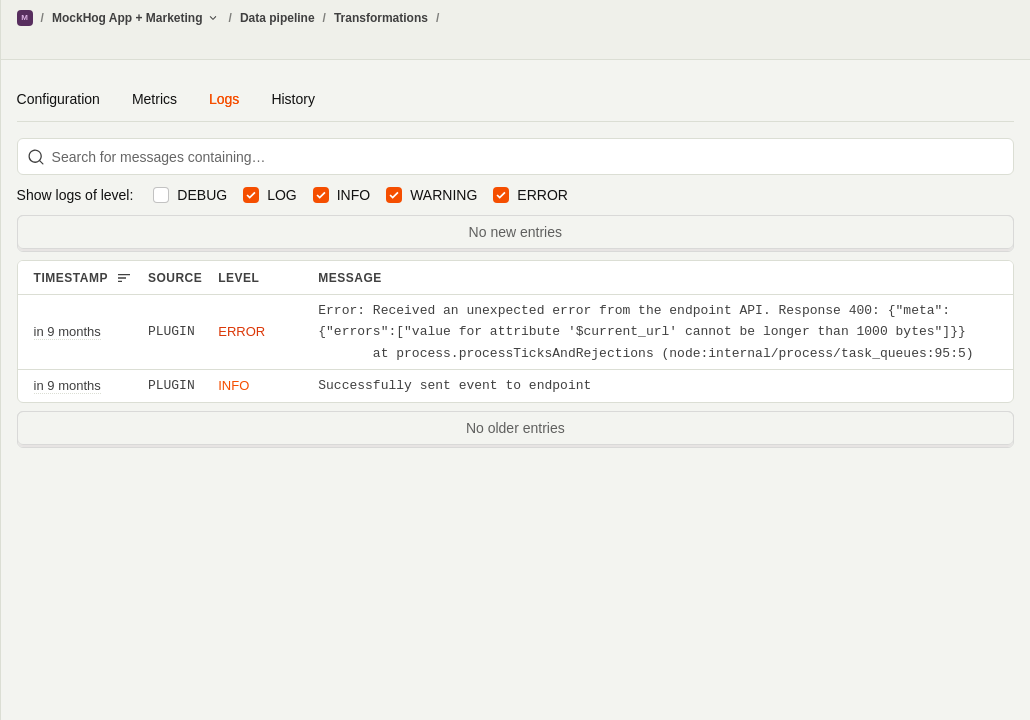 M / MockHog App + Marketing / Data pipeline / Transformations /
Configuration Metrics Logs History
Search for messages containing…
Show logs of level: DEBUG LOG INFO WARNING ERROR
No new entries
TIMESTAMP SOURCE LEVEL MESSAGE
Error: Received an unexpected error from the endpoint API. Response 400: {"meta":
in 9 months PLUGIN ERROR {"errors":["value for attribute '$current_url' cannot be longer than 1000 bytes"]}}
at process.processTicksAndRejections (node:internal/process/task_queues:95:5)
in 9 months PLUGIN INFO Successfully sent event to endpoint
No older entries